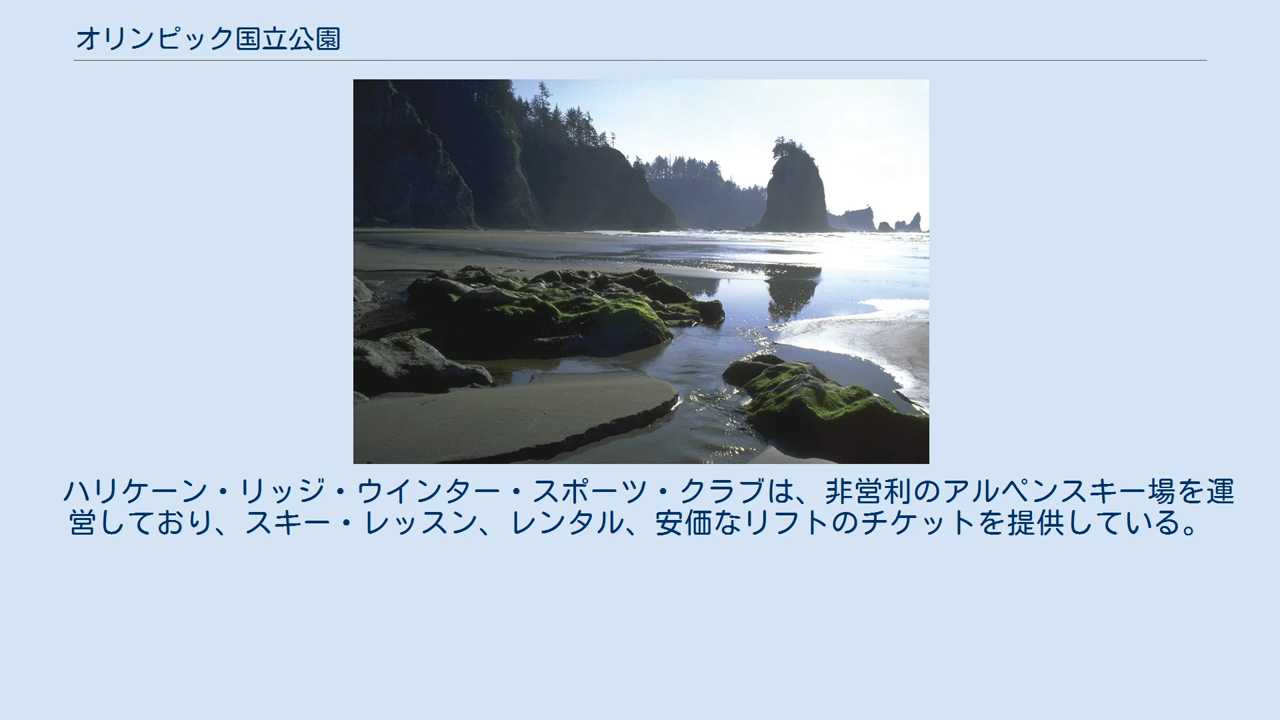 オリンピック国立公園
ハリケーン・リッジ・ウインター・スポーツ・クラブは、非営利のアルペンスキー場を運
営しており、スキー・レッスン、レンタル、安価なリフトのチケットを提供している。